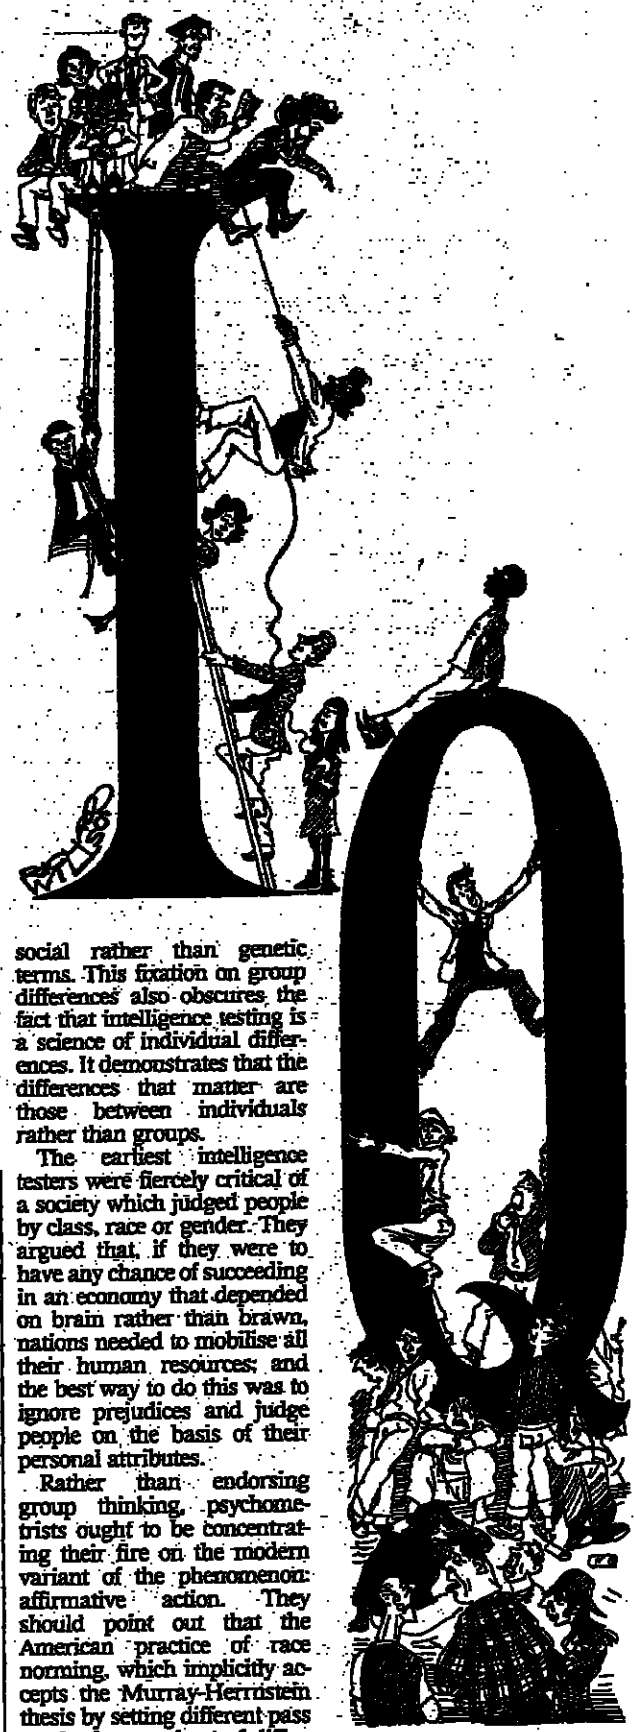 I
Q
WILLSON
social rather than genetic
terms. This fixation on group
differences also obscures the
fact that intelligence testing is
a science of individual differ-
ences. It demonstrates that the
differences that matter are
those between individuals
rather than groups.
The earliest intelligence
testers were fiercely critical of
a society which judged people
by class, race or gender. They
argued that, if they were to
have any chance of succeeding
in an economy that depended
on brain rather than brawn,
nations needed to mobilise all
their human resources; and
the best way to do this was to
ignore prejudices and judge
people on the basis of their
personal attributes.
Rather than endorsing
group thinking, psychome-
trists ought to be concentrat-
ing their fire on the modern
variant of the phenomenon:
affirmative action. They
should point out that the
American practice of race
norming, which implicitly ac-
cepts the Murray-Herrnstein
thesis by setting different pass